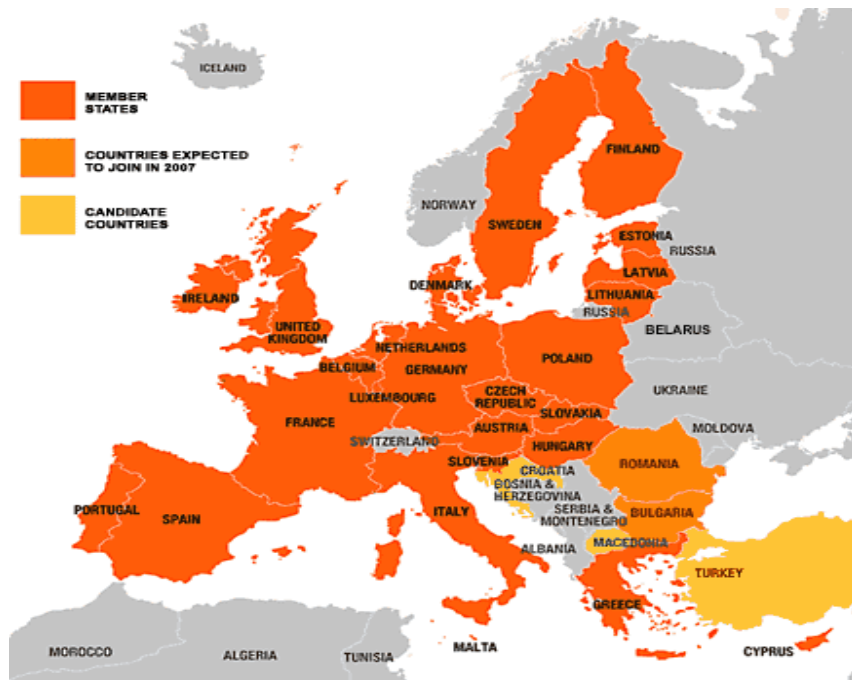 ICELAND
MEMBER
STATES
COUNTRIES EXPECTED
TO JOIN IN 2007
CANDIDATE
COUNTRIES
FINLAND
NORWAY
SWEDEN
ESTONIA
RUSSIA
LATVIA
DENMARK
LITHUANIA
IRELAND
RUSSIA
UNITED
KINGDOM
BELARUS
NETHERLANDS
POLAND
BELGIUM
GERMANY
UKRAINE
CZECH
REPUBLIC
LUXEMBOURG
SLOVAKIA
FRANCE
AUSTRIA
MOLDOVA
SWITZERLAND
HUNGARY
SLOVENIA
ROMANIA
CROATIA
BOSNIA &
HERZEGOVINA
PORTUGAL
SPAIN
ITALY
SERBIA &
MONTENEGRO
BULGARIA
MACEDONIA
ALBANIA
TURKEY
GREECE
MALTA
CYPRUS
MOROCCO
ALGERIA
TUNISIA